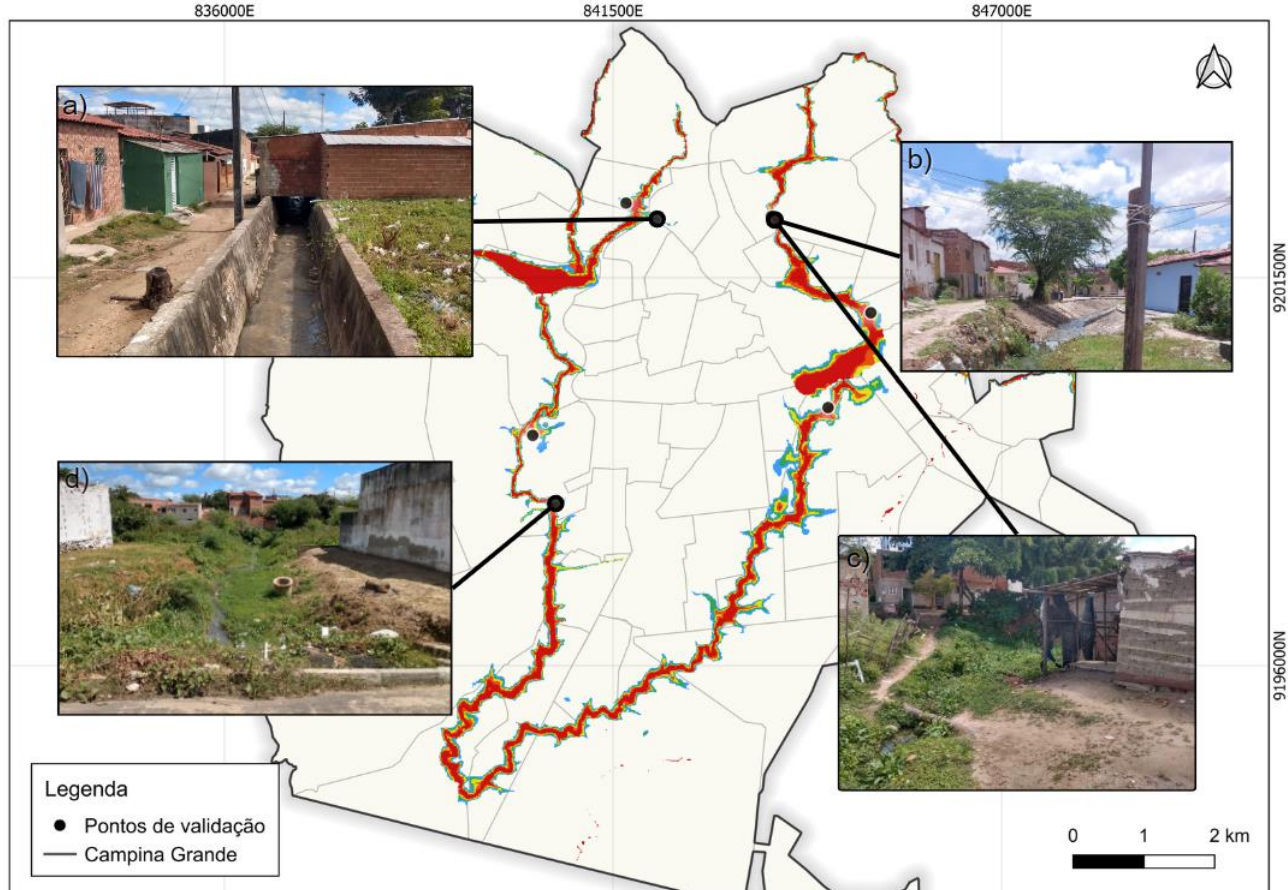 836000E
841500E
847000E
a)
b)
9201500N
d)
c)
9196000N
Legenda
Pontos de validação
Campina Grande
0 1 2 km